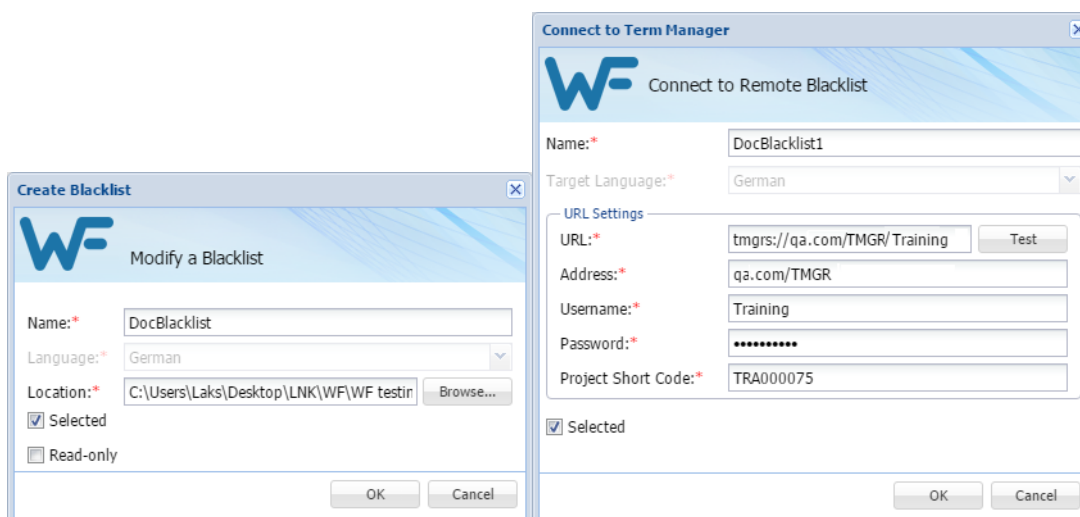 Create Blacklist
WF
Modify a Blacklist
Name:* DocBlacklist
Language:* German
Location:* C:\Users\Laks\Desktop\LNK\WF\WF testin Browse...
Selected
Read-only
OK Cancel
Connect to Term Manager
WF
Connect to Remote Blacklist
Name:* DocBlacklist1
Target Language:* German
URL Settings
URL:* tmgrs://qa.com/TMGR/Training Test
Address:* qa.com/TMGR
Username:* Training
Password:* ••••••••••
Project Short Code:* TRA000075
Selected
OK Cancel